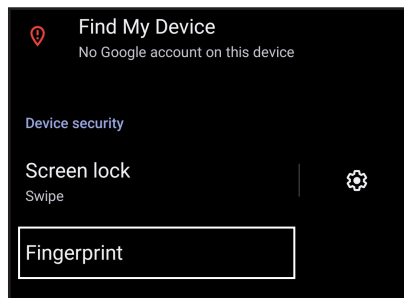 Find My Device
No Google account on this device
Device security
Screen lock
Swipe
Fingerprint